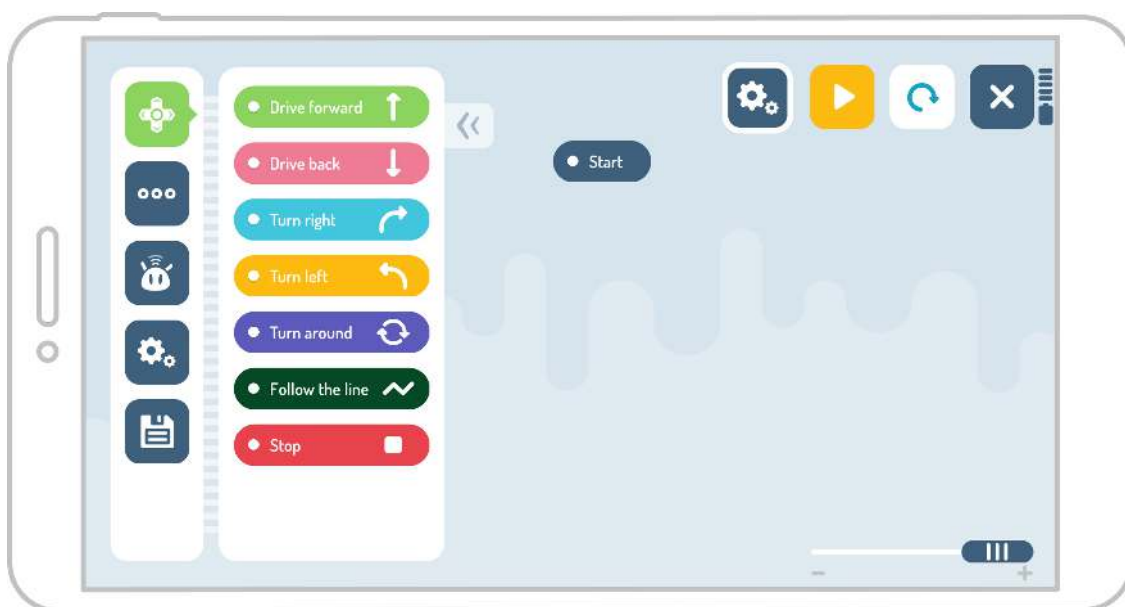 Drive forward
Drive back
Turn right
Turn left
Turn around
Follow the line
Stop
Start
- +